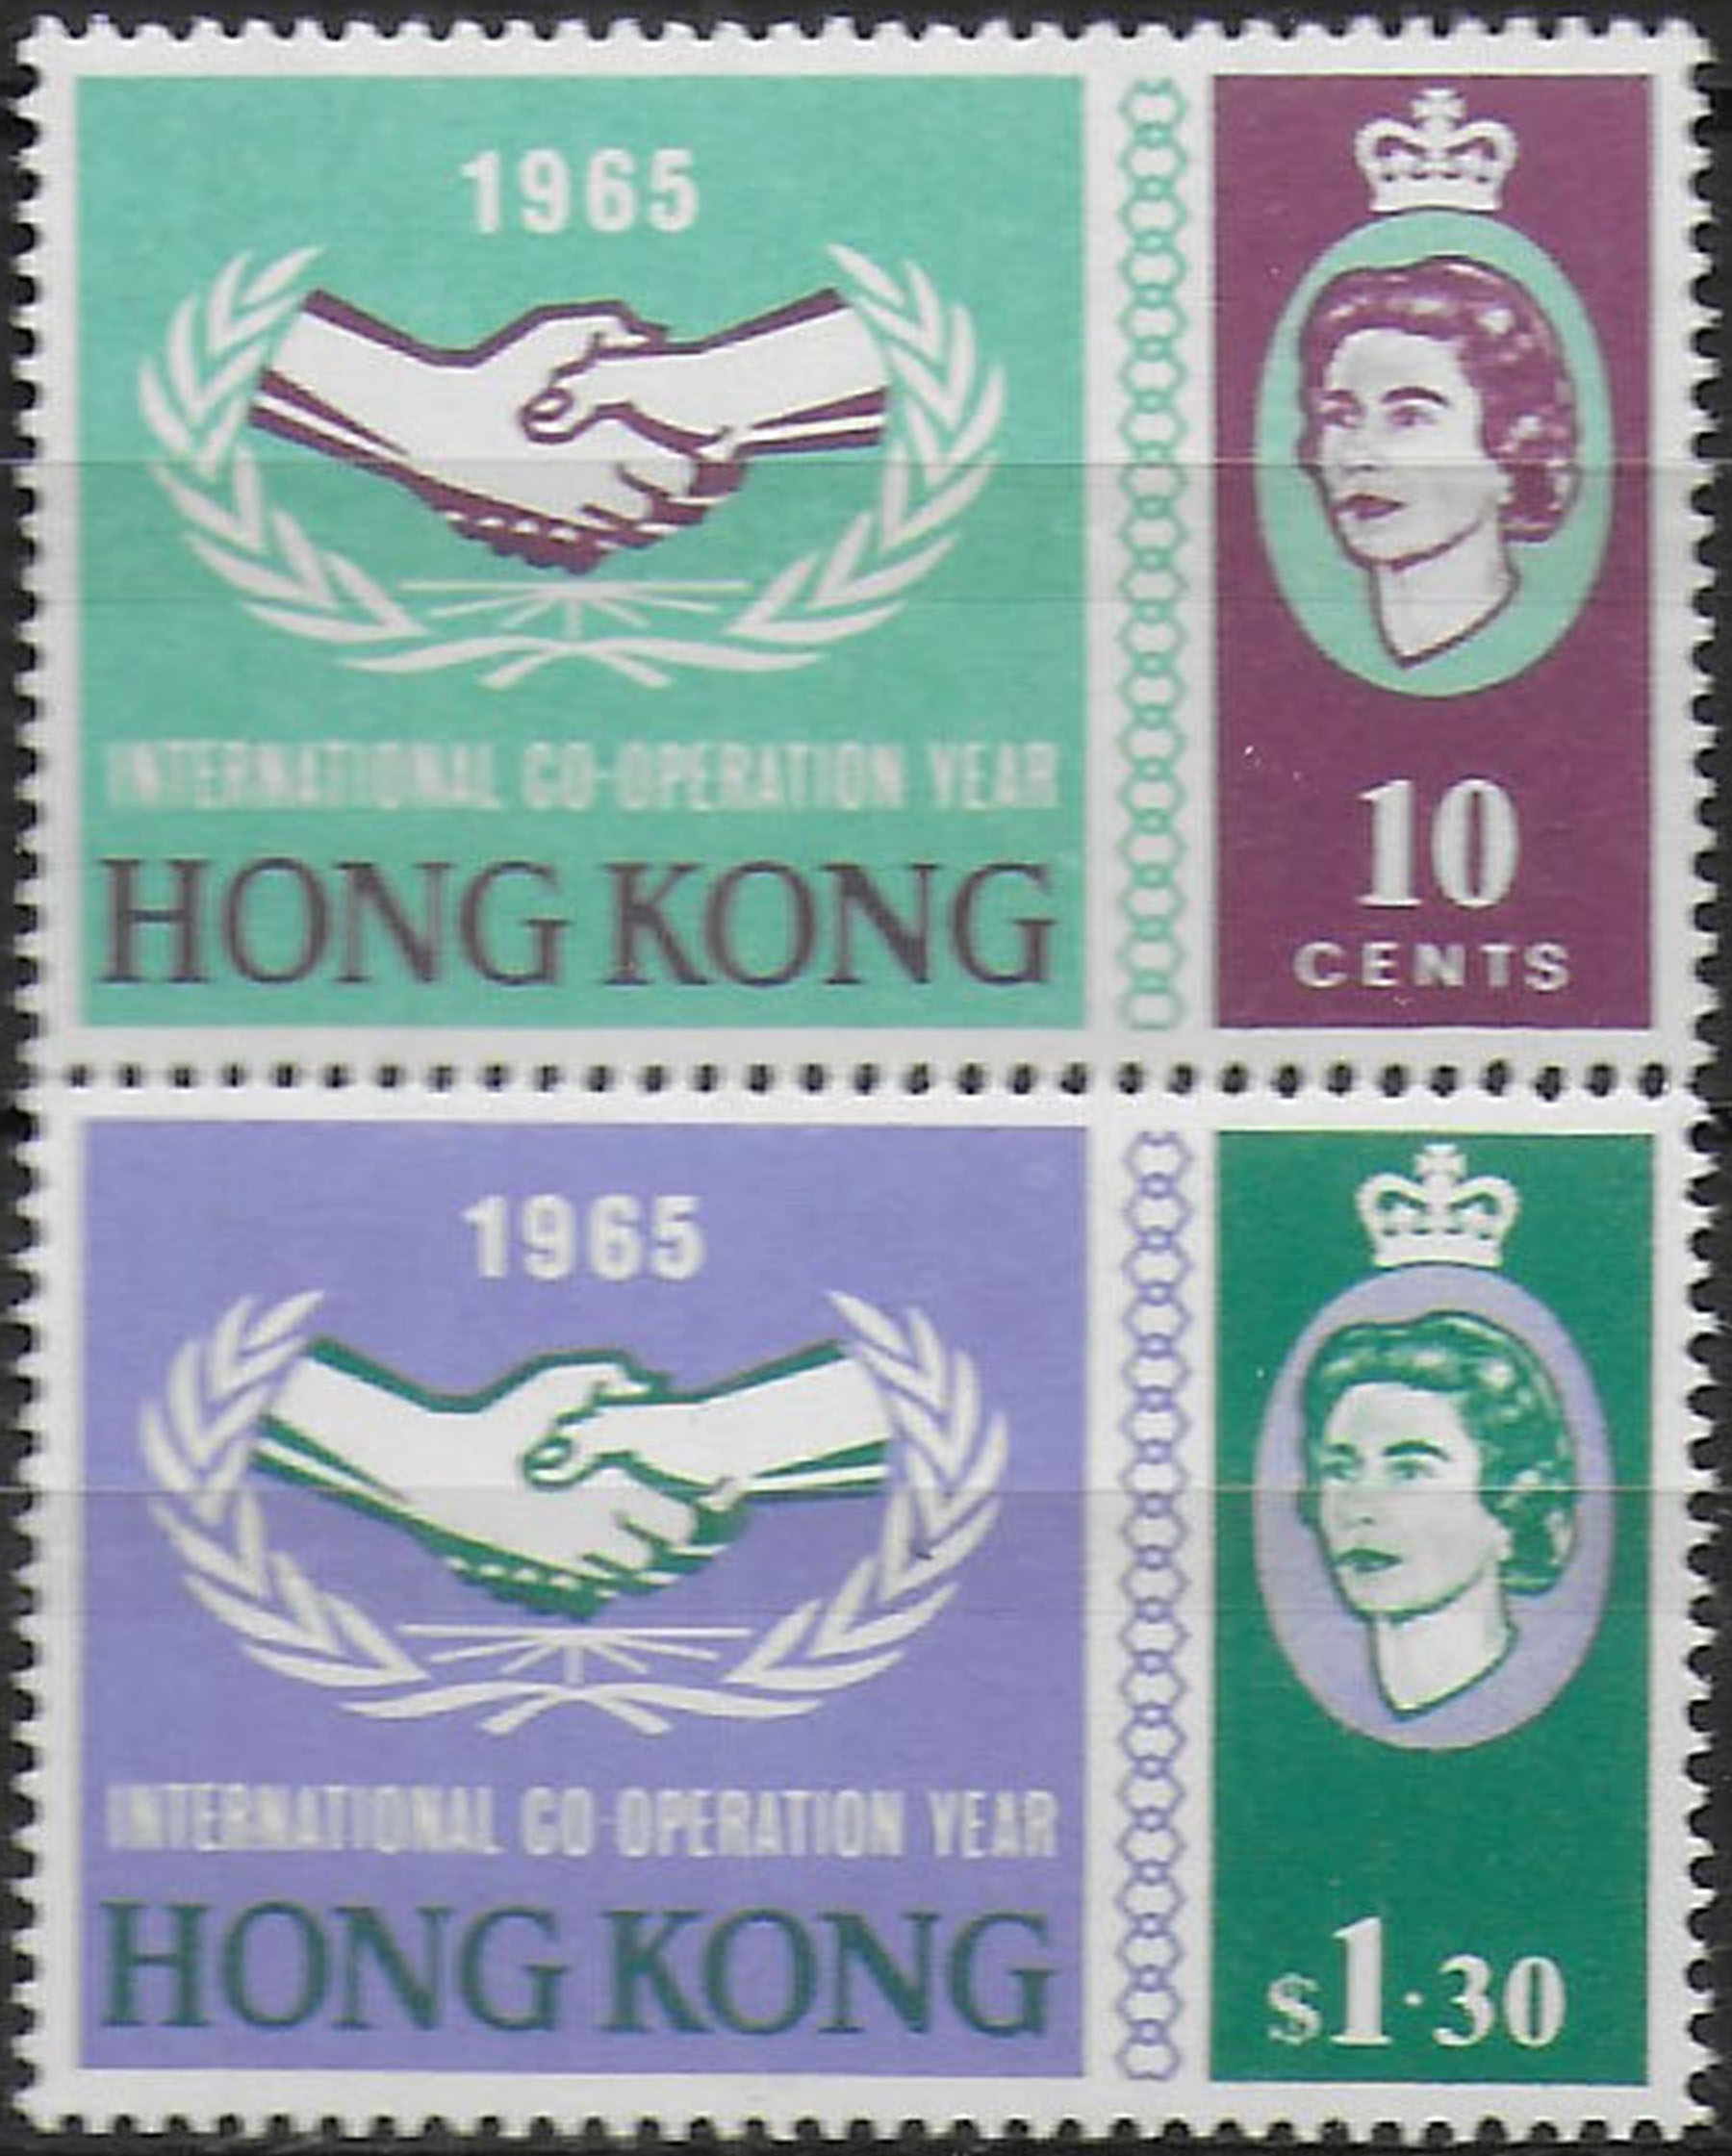 1965
INTERNATIONAL CO-OPERATION YEAR
HONG KONG
10
CENTS
1965
INTERNATIONAL CO-OPERATION YEAR
HONG KONG
$1·30